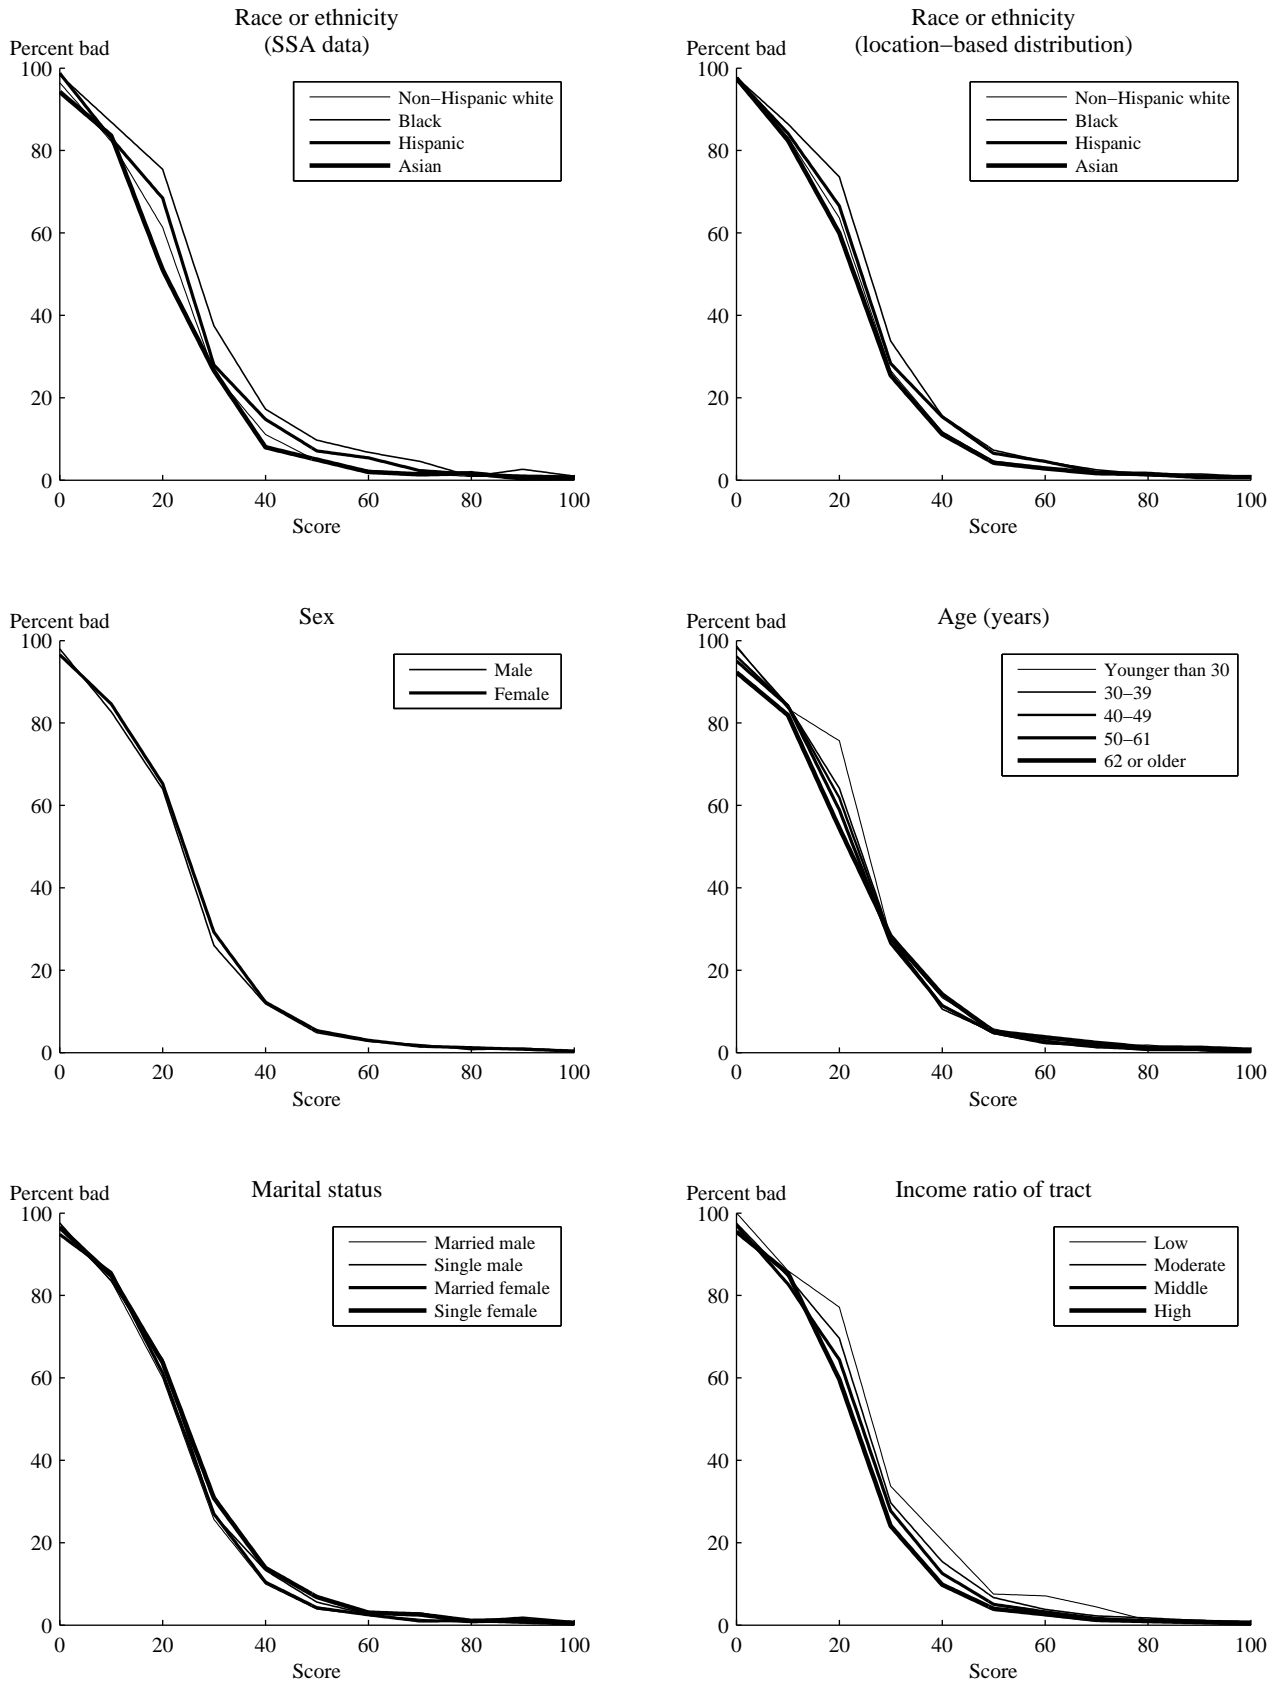 Race or ethnicity
(SSA data)
Percent bad
100
80
60
40
20
0
Non–Hispanic white
Black
Hispanic
Asian
0 20 40 60 80 100
Score
Race or ethnicity
(location–based distribution)
Percent bad
100
80
60
40
20
0
Non–Hispanic white
Black
Hispanic
Asian
0 20 40 60 80 100
Score
Sex
Percent bad
100
80
60
40
20
0
Male
Female
0 20 40 60 80 100
Score
Age (years)
Percent bad
100
80
60
40
20
0
Younger than 30
30–39
40–49
50–61
62 or older
0 20 40 60 80 100
Score
Marital status
Percent bad
100
80
60
40
20
0
Married male
Single male
Married female
Single female
0 20 40 60 80 100
Score
Income ratio of tract
Percent bad
100
80
60
40
20
0
Low
Moderate
Middle
High
0 20 40 60 80 100
Score